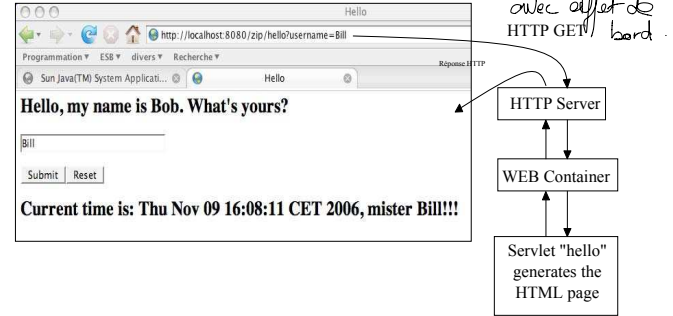 Hello
http://localhost:8080/zip/hello?username=Bill
Programmation ▾ ESB ▾ divers ▾ Recherche ▾
Sun Java(TM) System Applicati...
Hello
Hello, my name is Bob. What's yours?
Bill
Submit Reset
Current time is: Thu Nov 09 16:08:11 CET 2006, mister Bill!!!
avec effet de
HTTP GET bord.
Réponse HTTP
HTTP Server
WEB Container
Servlet "hello"
generates the
HTML page